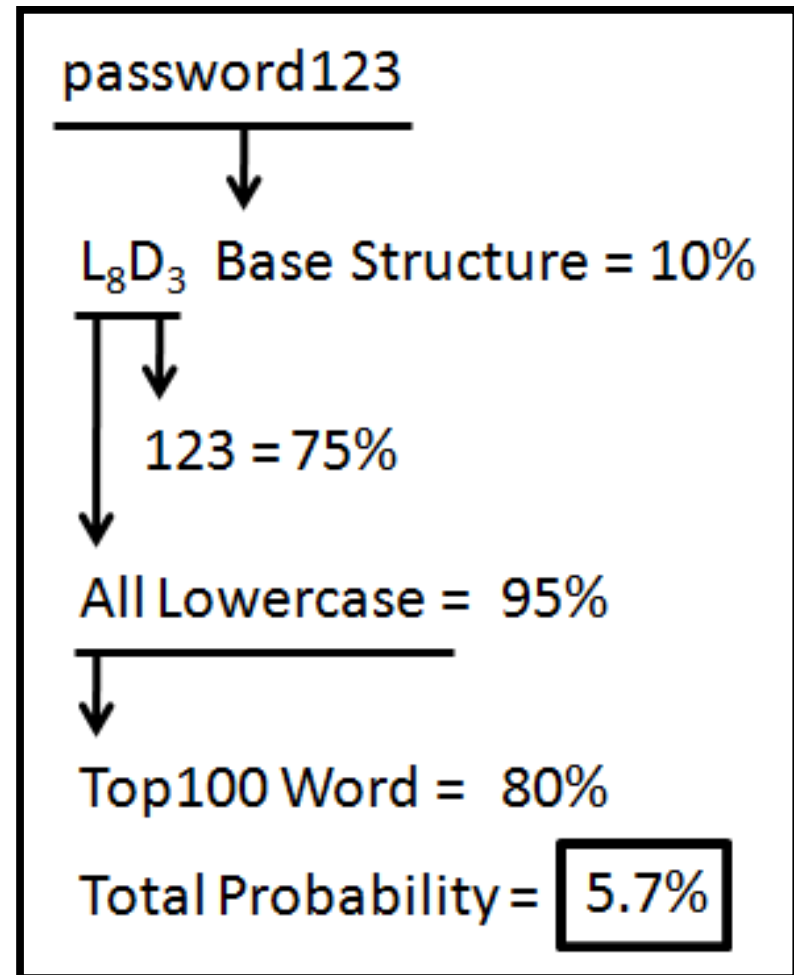 password123
L₈D₃ Base Structure = 10%
123 = 75%
All Lowercase = 95%
Top100 Word = 80%
Total Probability = 5.7%